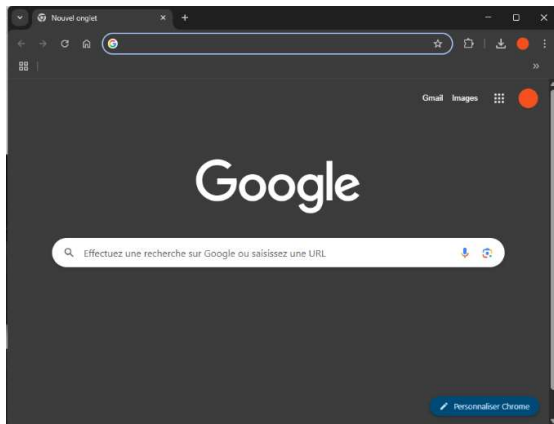 Nouvel onglet
Gmail Images
Google
Effectuez une recherche sur Google ou saisissez une URL
Personnaliser Chrome